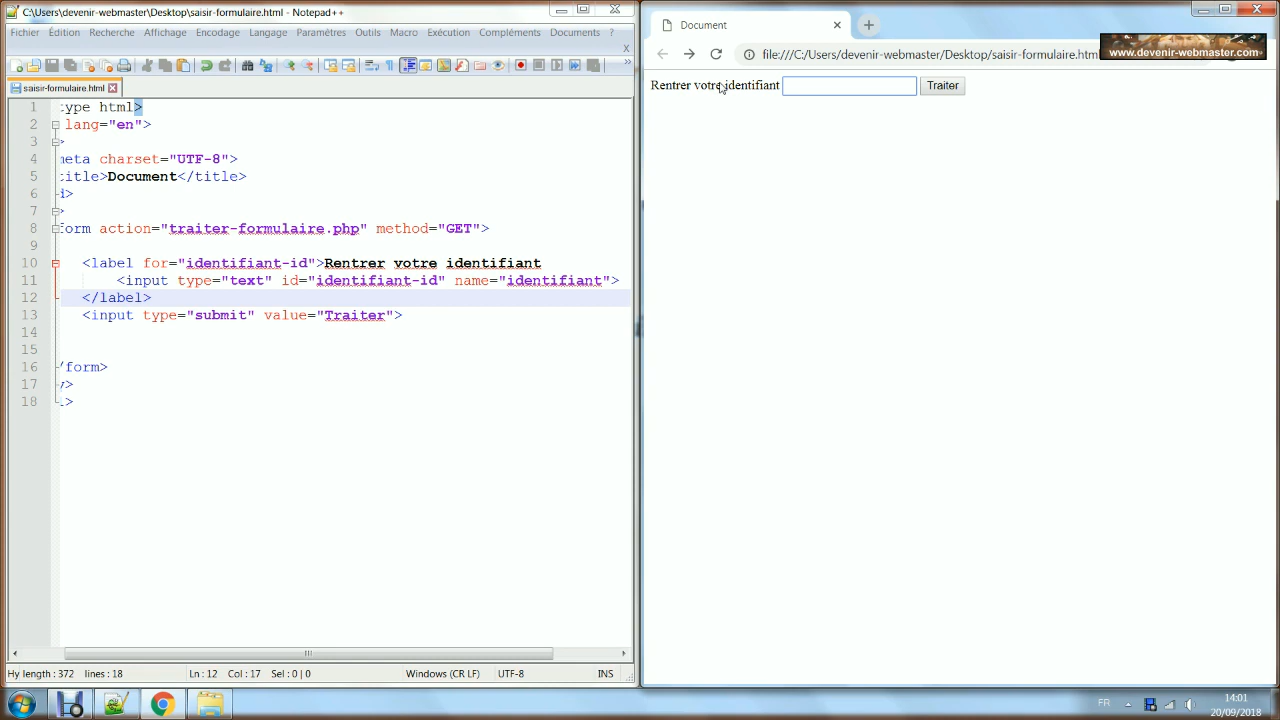 C:\Users\devenir-webmaster\Desktop\saisir-formulaire.html - Notepad++
Fichier Édition Recherche Affichage Encodage Langage Paramètres Outils Macro Exécution Compléments Documents ?
X
saisir-formulaire.html
1 type html>
2 lang="en">
3 >
4 meta charset="UTF-8">
5 title>Document</title>
6 d>
7 >
8 form action="traiter-formulaire.php" method="GET">
9
10 <label for="identifiant-id">Rentrer votre identifiant
11 <input type="text" id="identifiant-id" name="identifiant">
12 </label>
13 <input type="submit" value="Traiter">
14
15
16 /form>
17 y>
18 l>
Hy length : 372 lines : 18 Ln : 12 Col : 17 Sel : 0 | 0 Windows (CR LF) UTF-8 INS
Document
file:///C:/Users/devenir-webmaster/Desktop/saisir-formulaire.html
www.devenir-webmaster.com
Rentrer votre identifiant Traiter
FR
14:01
20/09/2018